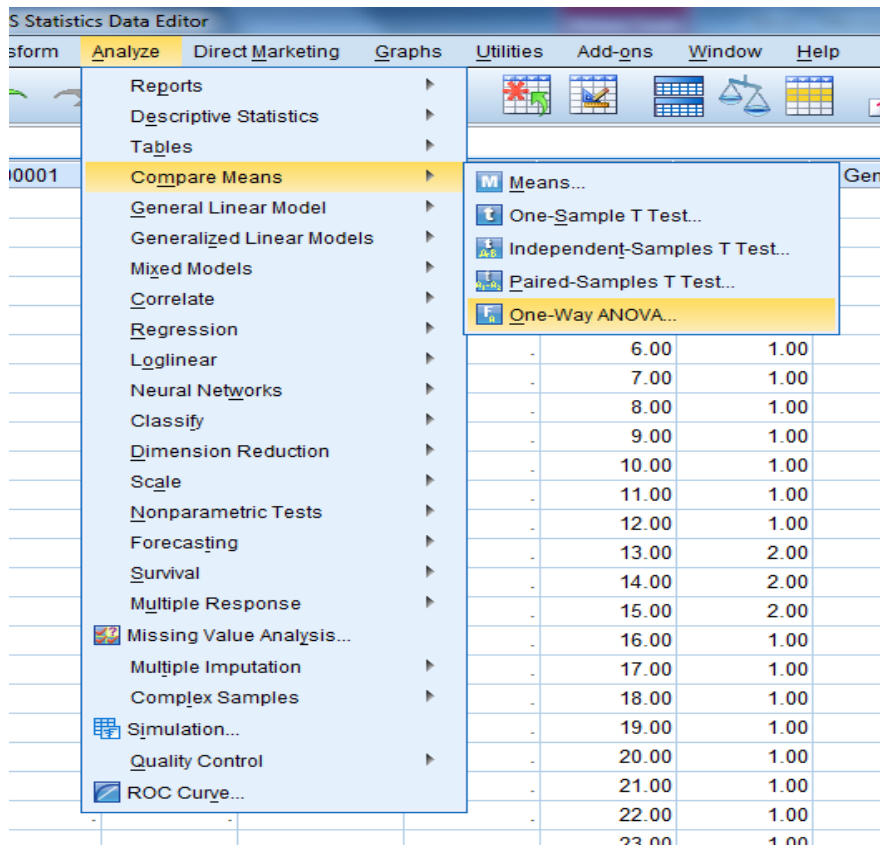 S Statistics Data Editor
sform Analyze Direct Marketing Graphs Utilities Add-ons Window Help
Reports
Descriptive Statistics
Tables
00001 Compare Means Gen
General Linear Model
Generalized Linear Models
Mixed Models
Correlate
Regression
Loglinear
Neural Networks
Classify
Dimension Reduction
Scale
Nonparametric Tests
Forecasting
Survival
Multiple Response
Missing Value Analysis...
Multiple Imputation
Complex Samples
Simulation...
Quality Control
ROC Curve...
M Means...
t One-Sample T Test...
Independent-Samples T Test...
Paired-Samples T Test...
One-Way ANOVA...
. 6.00 1.00
. 7.00 1.00
. 8.00 1.00
. 9.00 1.00
. 10.00 1.00
. 11.00 1.00
. 12.00 1.00
. 13.00 2.00
. 14.00 2.00
. 15.00 2.00
. 16.00 1.00
. 17.00 1.00
. 18.00 1.00
. 19.00 1.00
. 20.00 1.00
. 21.00 1.00
. . . 22.00 1.00
23.00 1.00